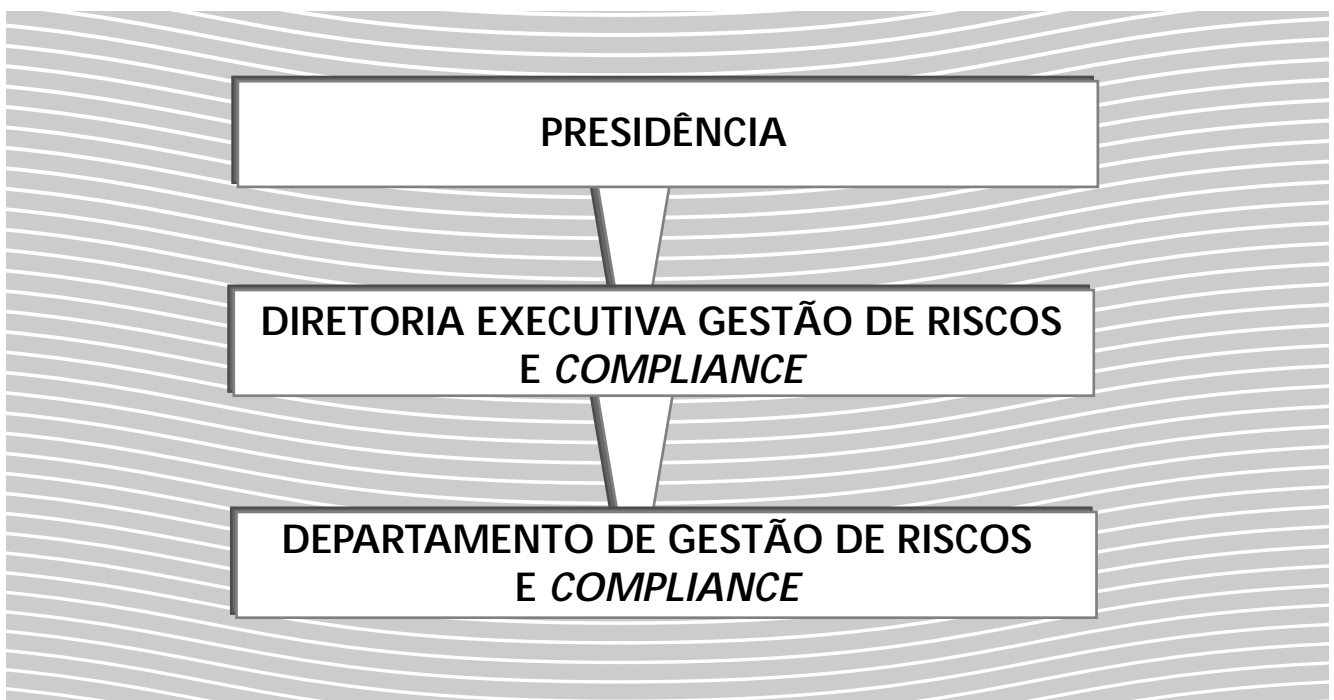 PRESIDÊNCIA
DIRETORIA EXECUTIVA GESTÃO DE RISCOS
E COMPLIANCE
DEPARTAMENTO DE GESTÃO DE RISCOS
E COMPLIANCE